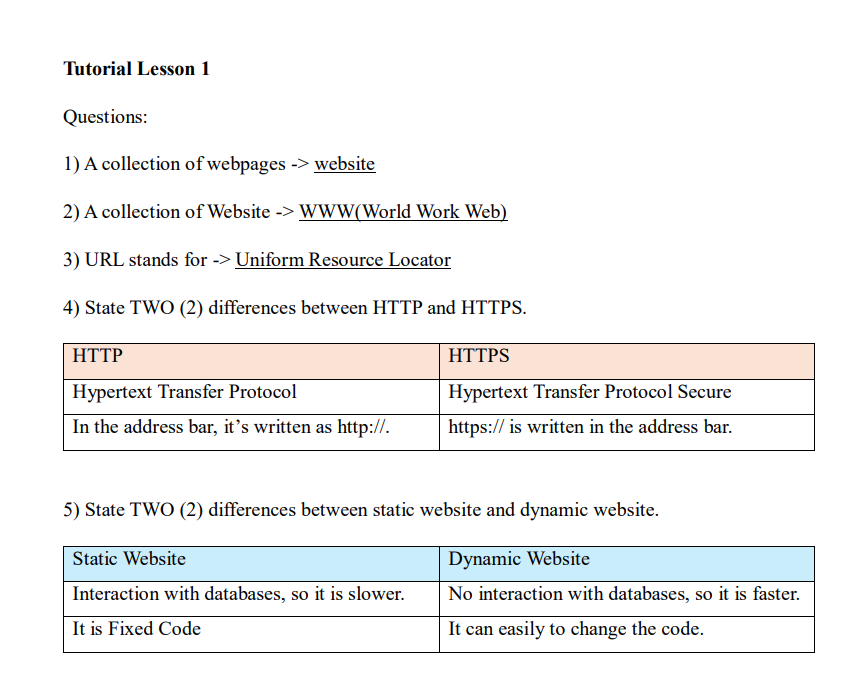 Tutorial Lesson 1
Questions:
1) A collection of webpages -> website
2) A collection of Website -> WWW(World Work Web)
3) URL stands for -> Uniform Resource Locator
4) State TWO (2) differences between HTTP and HTTPS.
HTTP HTTPS
Hypertext Transfer Protocol Hypertext Transfer Protocol Secure
In the address bar, it’s written as http://. https:// is written in the address bar.
5) State TWO (2) differences between static website and dynamic website.
Static Website Dynamic Website
Interaction with databases, so it is slower. No interaction with databases, so it is faster.
It is Fixed Code It can easily to change the code.